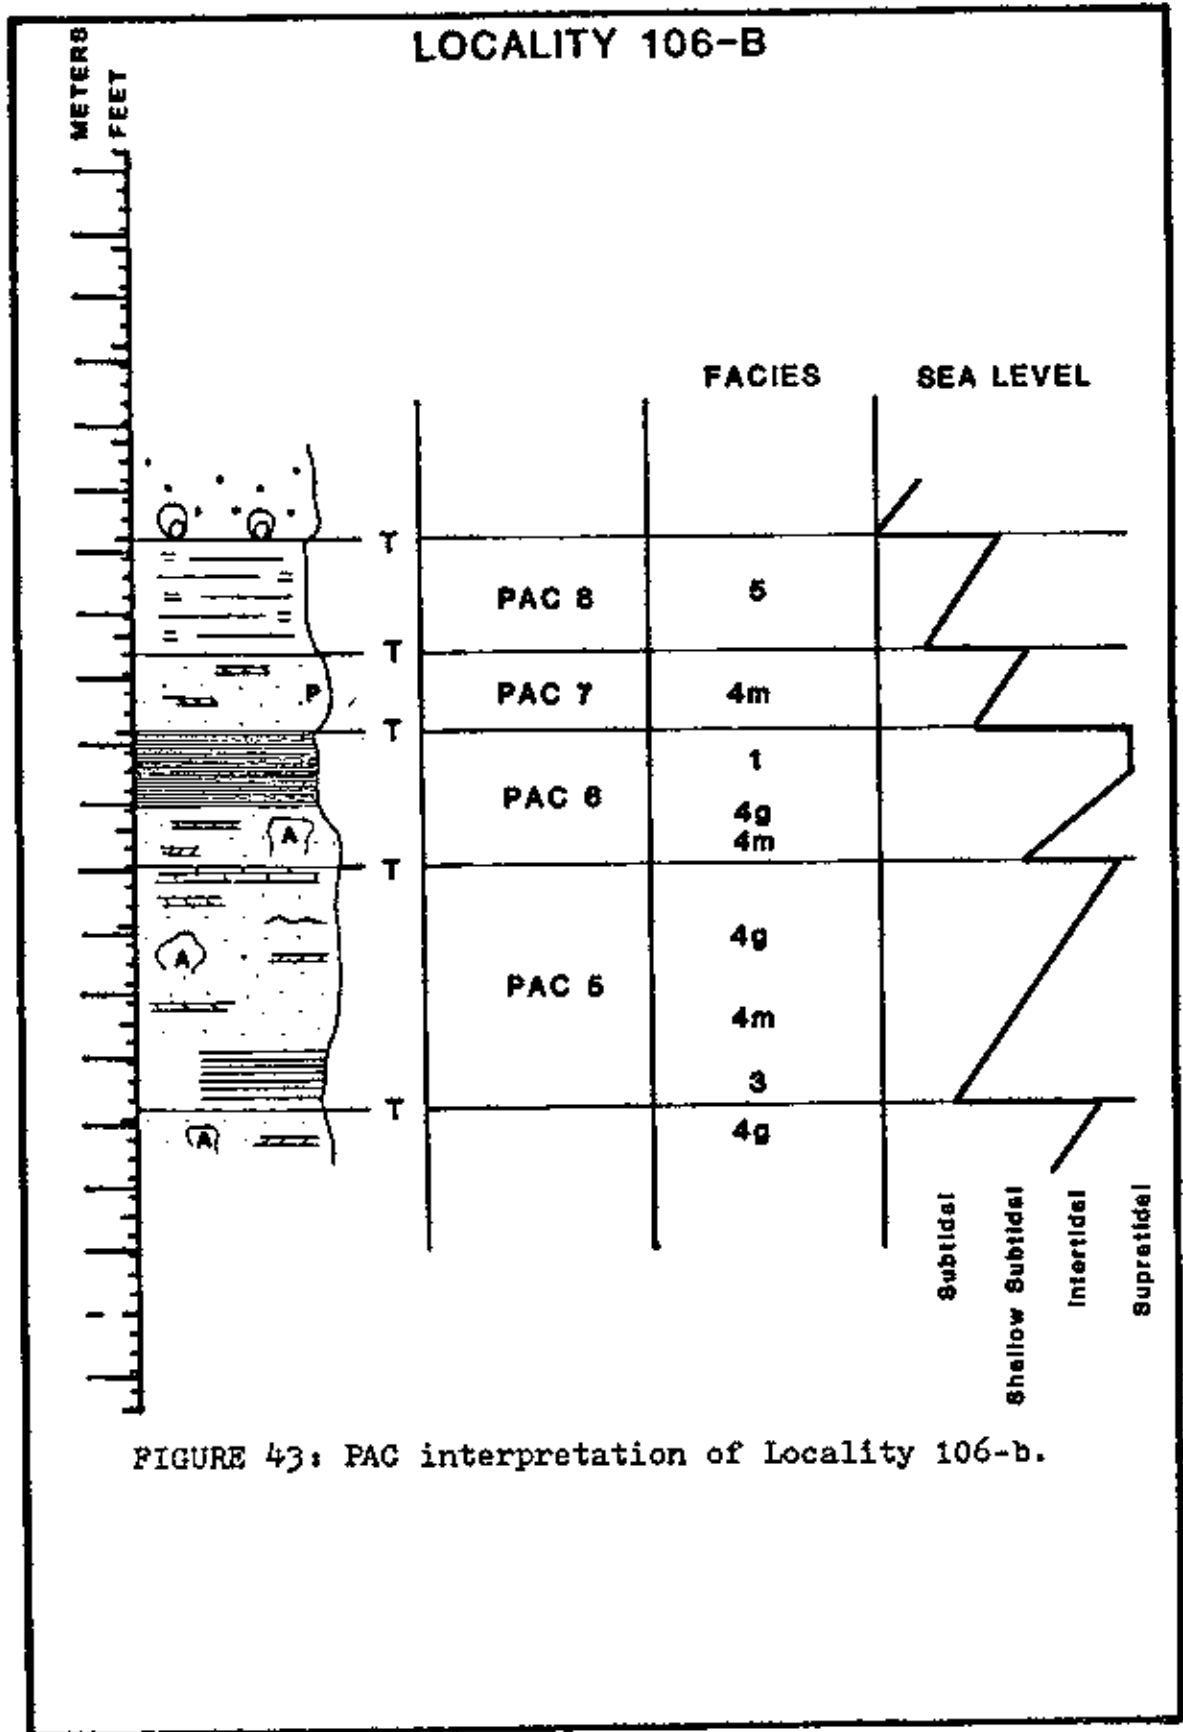 LOCALITY 106-B
METERS
FEET
FACIES
SEA LEVEL
T
PAC 8
5
T
P
PAC 7
4m
T
1
PAC 6
4g
A
4m
T
4g
A
PAC 5
4m
3
T
4g
A
Subtidal
Shallow Subtidal
Intertidal
Supratidal
FIGURE 43: PAC interpretation of Locality 106-b.